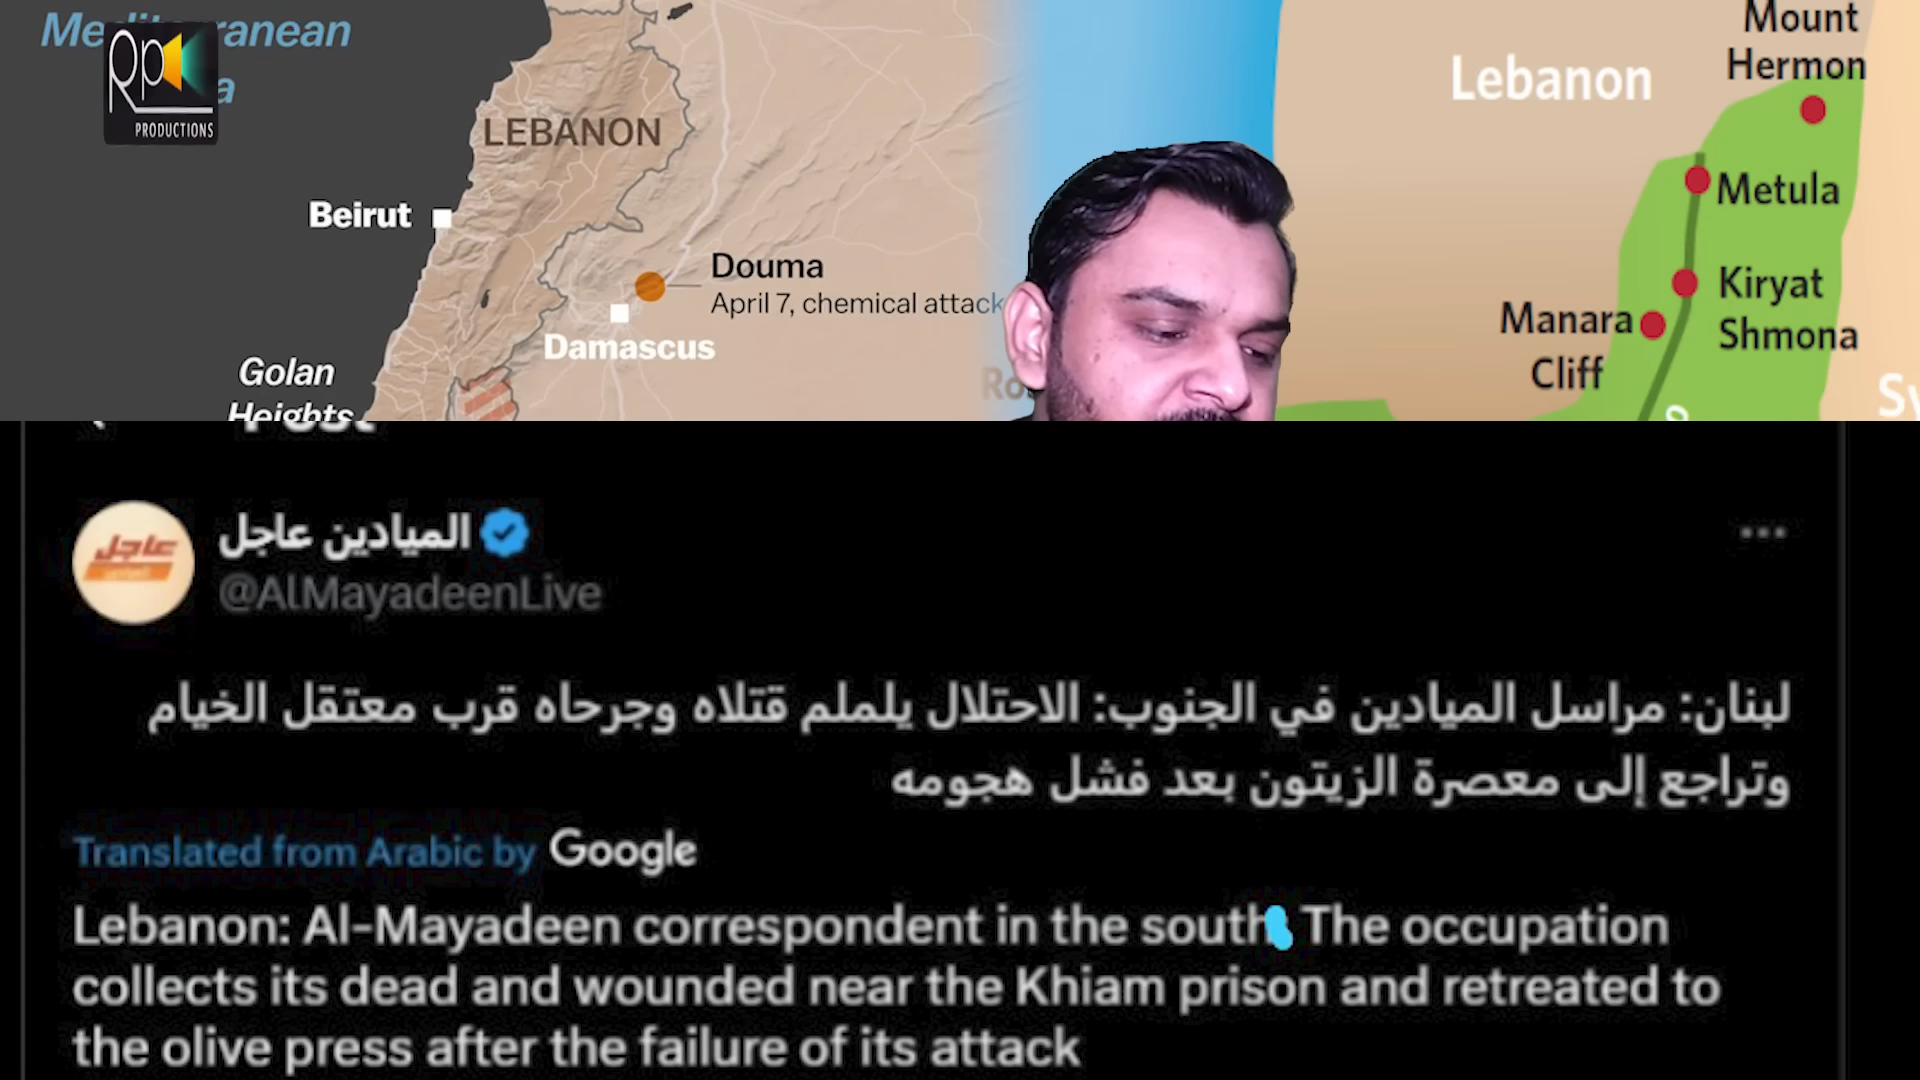 Mediterranean
Rp
PRODUCTIONS
LEBANON
Beirut
Douma
April 7, chemical attack
Damascus
Golan
Heights
Lebanon
Mount
Hermon
Metula
Kiryat
Shmona
Manara
Cliff
Post
عاجل
الميادين عاجل
@AlMayadeenLive
لبنان: مراسل الميادين في الجنوب: الاحتلال يلملم قتلاه وجرحاه قرب معتقل الخيام
وتراجع إلى معصرة الزيتون بعد فشل هجومه
Translated from Arabic by Google
Lebanon: Al-Mayadeen correspondent in the south The occupation
collects its dead and wounded near the Khiam prison and retreated to
the olive press after the failure of its attack